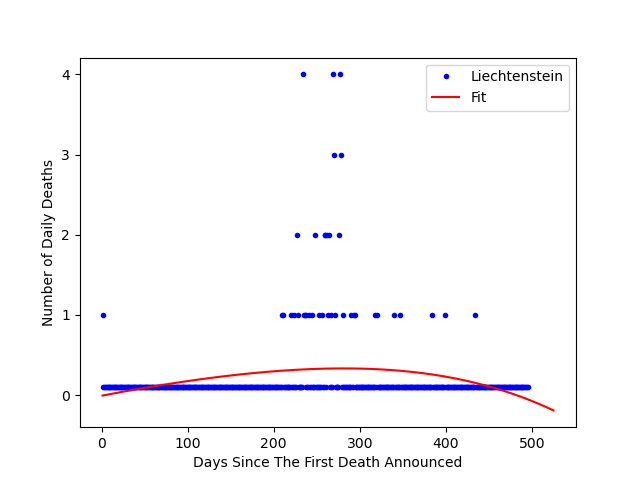 Liechtenstein
Fit
Number of Daily Deaths
4
3
2
1
0
0 100 200 300 400 500
Days Since The First Death Announced